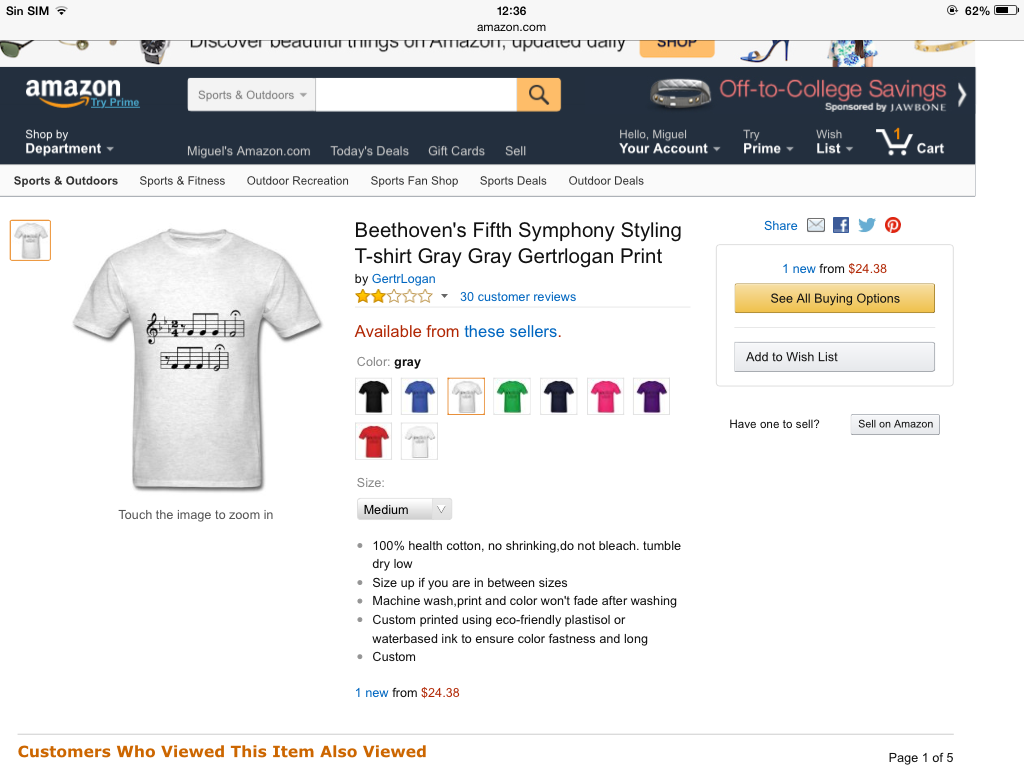 Sin SIM 12:36 62%
amazon.com
Discover beautiful things on Amazon, updated daily SHOP
amazon Try Prime
Sports & Outdoors
Off-to-College Savings
Sponsored by JAWBONE
Shop by
Department
Miguel's Amazon.com Today's Deals Gift Cards Sell
Hello, Miguel
Your Account
Try
Prime
Wish
List
1
Cart
Sports & Outdoors Sports & Fitness Outdoor Recreation Sports Fan Shop Sports Deals Outdoor Deals
Touch the image to zoom in
Beethoven's Fifth Symphony Styling
T-shirt Gray Gray Gertrlogan Print
by GertrLogan
30 customer reviews
Available from these sellers.
Color: gray
Size:
Medium
100% health cotton, no shrinking,do not bleach. tumble
dry low
Size up if you are in between sizes
Machine wash,print and color won't fade after washing
Custom printed using eco-friendly plastisol or
waterbased ink to ensure color fastness and long
Custom
1 new from $24.38
Share
1 new from $24.38
See All Buying Options
Add to Wish List
Have one to sell? Sell on Amazon
Customers Who Viewed This Item Also Viewed
Page 1 of 5